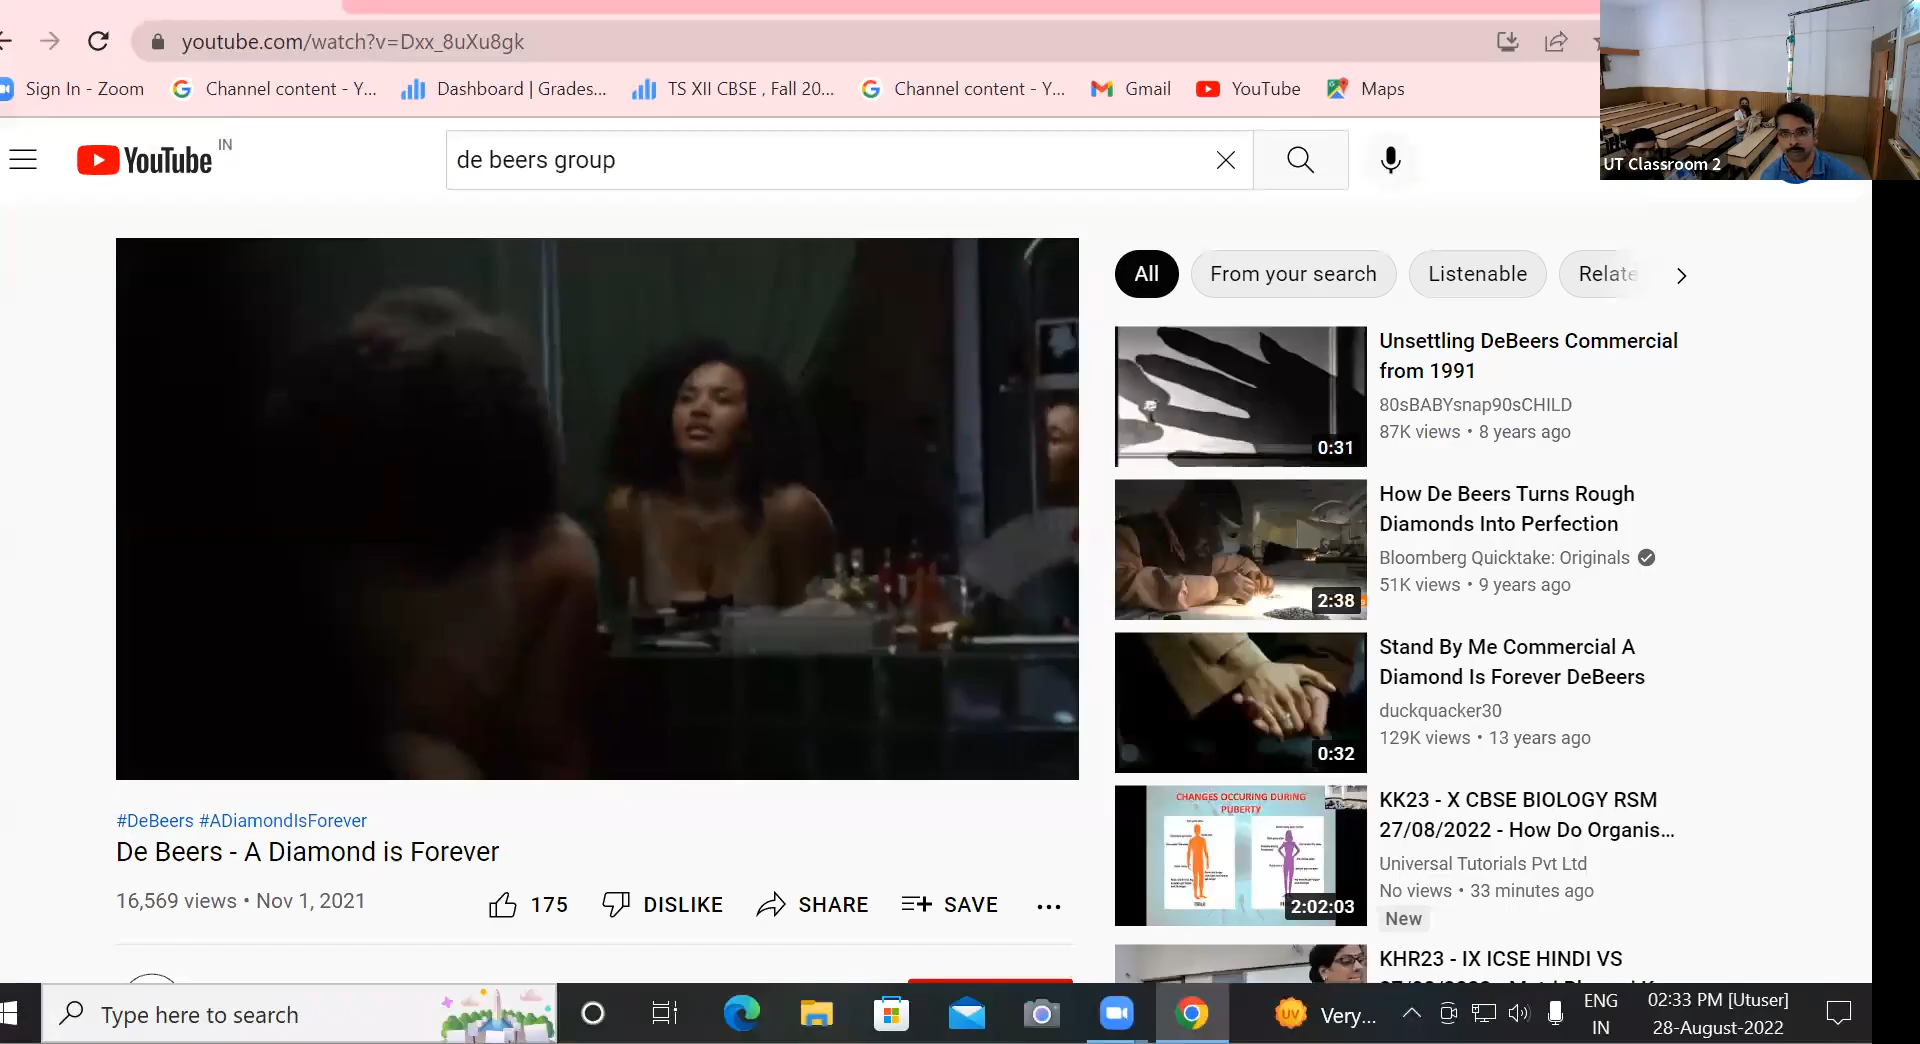 youtube.com/watch?v=Dxx_8uXu8gk
Sign In - Zoom
Channel content - Y...
Dashboard | Grades...
TS XII CBSE , Fall 20...
Channel content - Y...
Gmail
YouTube
Maps
UT Classroom 2
YouTube IN
de beers group
All
From your search
Listenable
Relate
Unsettling DeBeers Commercial
from 1991
80sBABYsnap90sCHILD
87K views • 8 years ago
0:31
How De Beers Turns Rough
Diamonds Into Perfection
Bloomberg Quicktake: Originals
51K views • 9 years ago
2:38
Stand By Me Commercial A
Diamond Is Forever DeBeers
duckquacker30
129K views • 13 years ago
0:32
CHANGES OCCURING DURING
PUBERTY
2:02:03
KK23 - X CBSE BIOLOGY RSM
27/08/2022 - How Do Organis...
Universal Tutorials Pvt Ltd
No views • 33 minutes ago
New
KHR23 - IX ICSE HINDI VS
#DeBeers #ADiamondIsForever
De Beers - A Diamond is Forever
16,569 views • Nov 1, 2021
175
DISLIKE
SHARE
SAVE
Type here to search
UV
Very...
ENG
IN
02:33 PM [Utuser]
28-August-2022